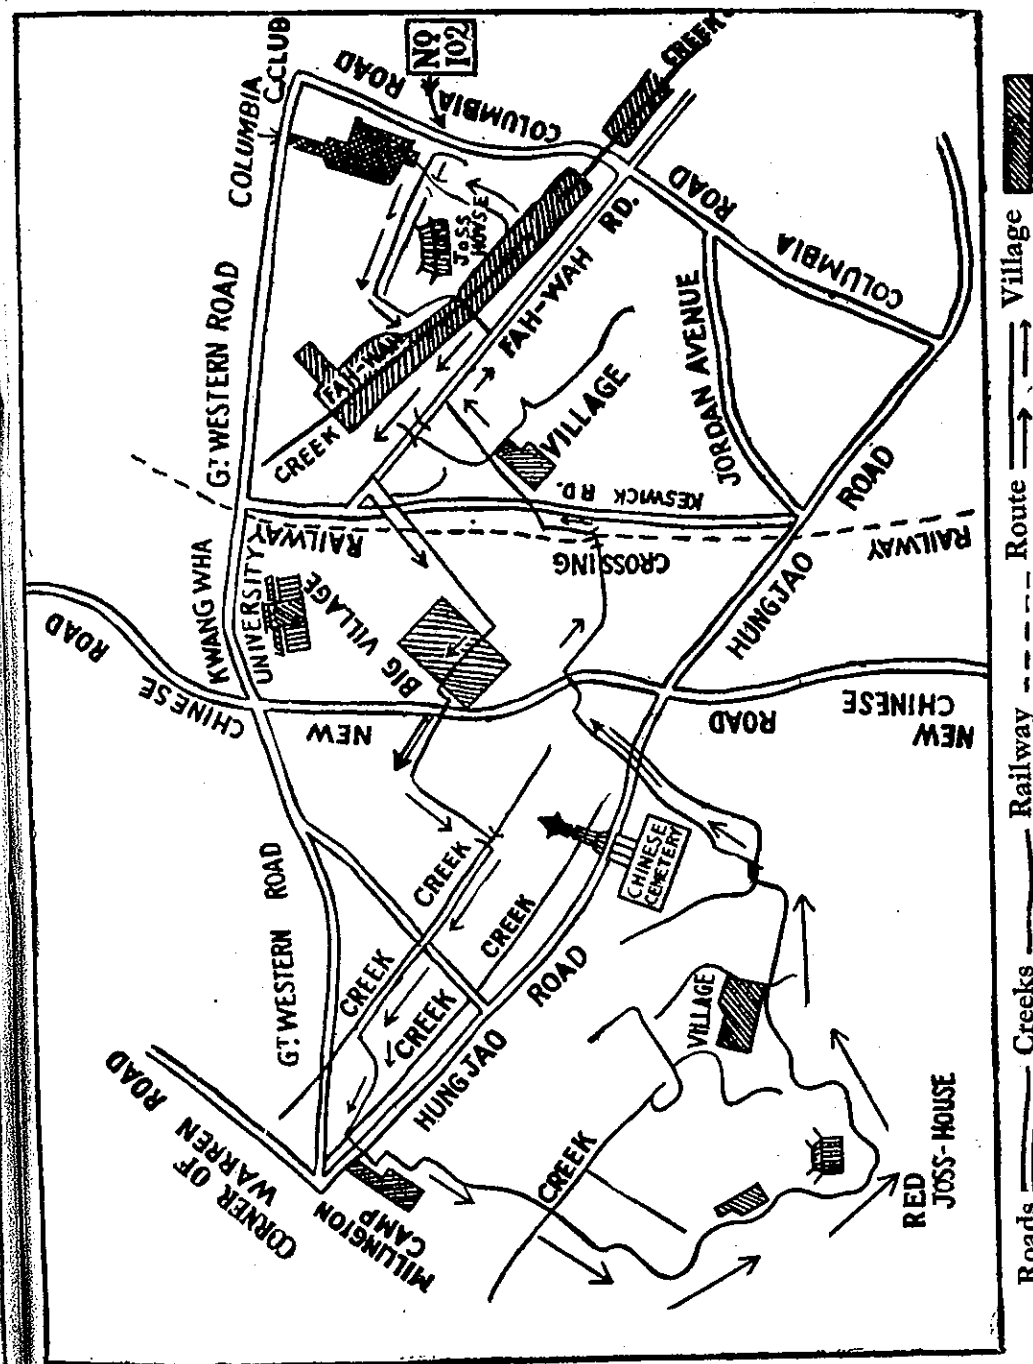 COLUMBIA
C.CLUB
COLUMBIA
ROAD
Nº
102
CREEK
GT WESTERN ROAD
JOSS
HOUSE
FAH-WAH
CREEK
FAH-WAH RD.
COLUMBIA
ROAD
VILLAGE
JORDAN AVENUE
KESWICK RD.
RAILWAY
CROSSING
RAILWAY
HUNGJAO
ROAD
KWANGWHA
UNIVERSITY
BIG VILLAGE
CHINESE
ROAD
NEW
NEW
CHINESE
ROAD
GT WESTERN ROAD
CREEK
CREEK
CREEK
CREEK
CHINESE
CEMETERY
HUNGJAO
ROAD
CORNER OF
WARREN ROAD
MILLINGTON
CAMP
CREEK
VILLAGE
RED
JOSS-HOUSE
Roads
Creeks
Railway
Route
Village